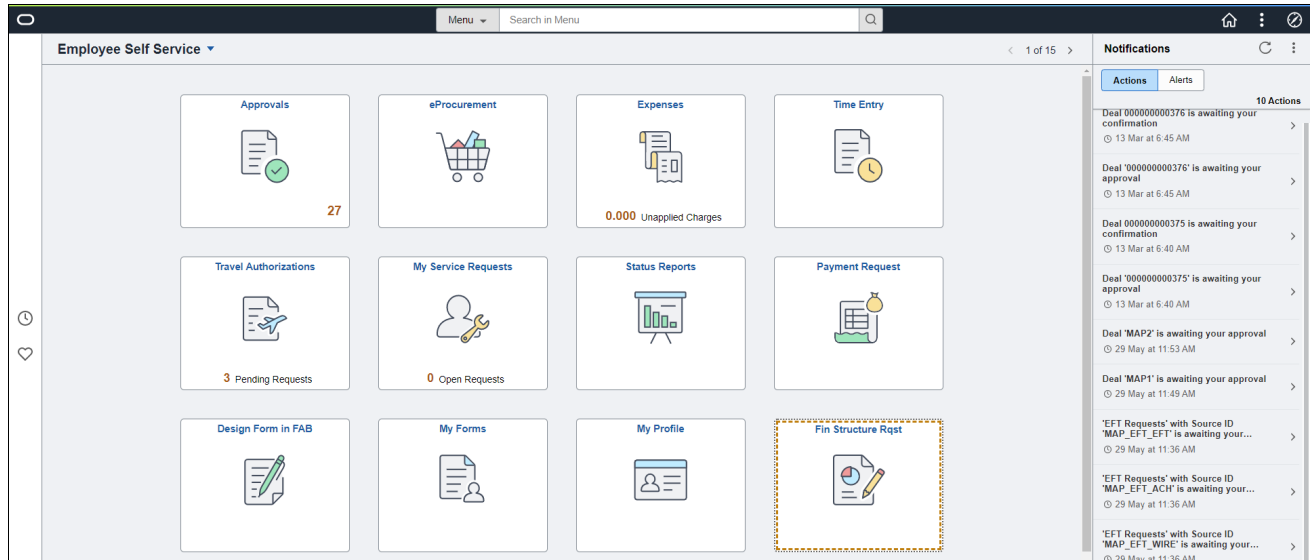 Menu
Search in Menu
Employee Self Service
1 of 15
Notifications
Actions
Alerts
10 Actions
Approvals
27
eProcurement
Expenses
0.000 Unapplied Charges
Time Entry
Travel Authorizations
3 Pending Requests
My Service Requests
0 Open Requests
Status Reports
Payment Request
Design Form in FAB
My Forms
My Profile
Fin Structure Rqst
Deal 000000000376 is awaiting your
confirmation
13 Mar at 6:45 AM
Deal '000000000376' is awaiting your
approval
13 Mar at 6:45 AM
Deal 000000000375 is awaiting your
confirmation
13 Mar at 6:40 AM
Deal '000000000375' is awaiting your
approval
13 Mar at 6:40 AM
Deal 'MAP2' is awaiting your approval
29 May at 11:53 AM
Deal 'MAP1' is awaiting your approval
29 May at 11:49 AM
'EFT Requests' with Source ID
'MAP_EFT_EFT' is awaiting your...
29 May at 11:36 AM
'EFT Requests' with Source ID
'MAP_EFT_ACH' is awaiting your...
29 May at 11:36 AM
'EFT Requests' with Source ID
'MAP_EFT_WIRE' is awaiting your...
29 May at 11:36 AM